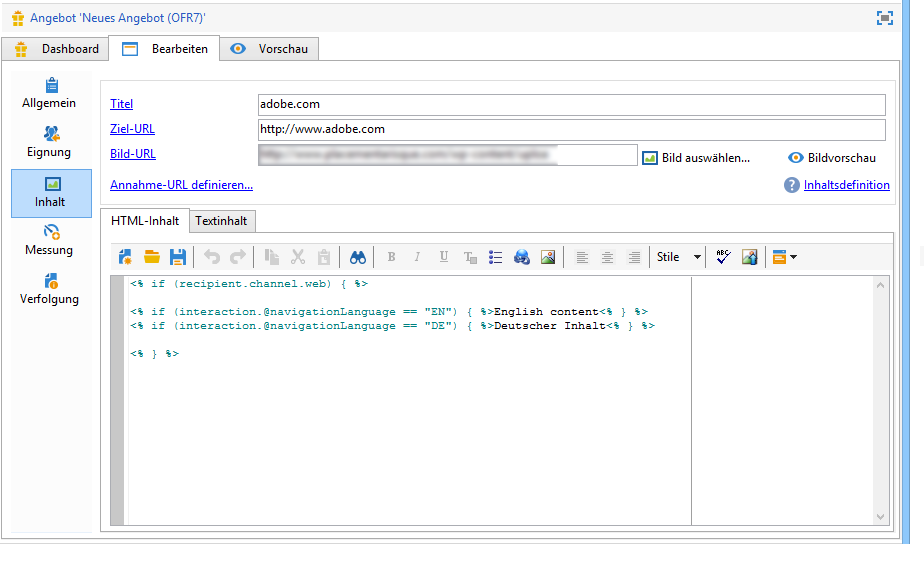 Angebot 'Neues Angebot (OFR7)'
Dashboard Bearbeiten Vorschau
Allgemein
Eignung
Inhalt
Messung
Verfolgung
Titel adobe.com
Ziel-URL http://www.adobe.com
Bild-URL Bild auswählen... Bildvorschau
Annahme-URL definieren... Inhaltsdefinition
HTML-Inhalt Textinhalt
B I U Stile ABC
<% if (recipient.channel.web) { %>
<% if (interaction.@navigationLanguage == "EN") { %>English content<% } %>
<% if (interaction.@navigationLanguage == "DE") { %>Deutscher Inhalt<% } %>
<% } %>